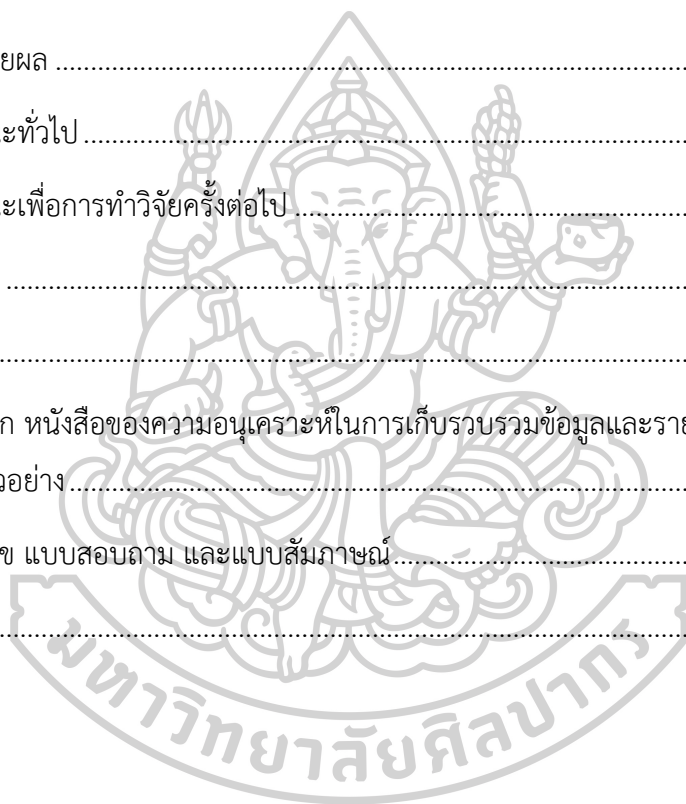 ยผล ................................................................
ะทั่วไป ................................................................
ะเพื่อการทำวิจัยครั้งต่อไป ................................................................
................................................................
................................................................
ก หนังสือของความอนุเคราะห์ในการเก็บรวบรวมข้อมูลและราย
วอย่าง ................................................................
ข แบบสอบถาม และแบบสัมภาษณ์ ................................................................
................................................................
มหาวิทยาลัยศิลปากร